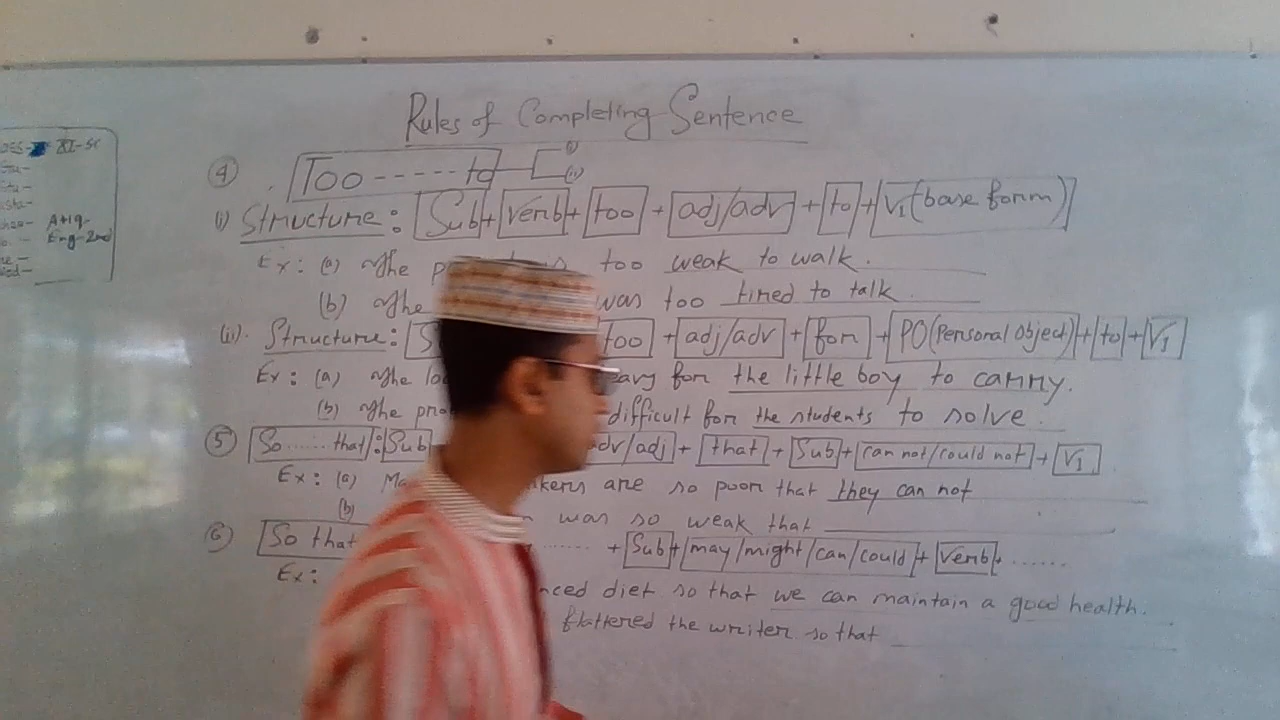 Rules of Completing Sentence
XI-SC
Atiq-
Eng-2nd
④ Too ----- to (i) (ii)
(i) Structure: Sub + Verb + too + adj/adv + to + V₁ (base form)
Ex: (a) The too weak to walk.
(b) The was too tired to talk.
(ii). Structure: too + adj/adv + for + PO (Personal Object) + to + V₁
Ex: (a) The for the little boy to carry.
(b) The difficult for the students to solve.
⑤ So ...... that: Sub adv/adj + that + Sub + can not/could not + V₁
Ex: (a) are so poor that they can not
(b) was so weak that
⑥ So that ...... + Sub + may/might/can/could + Verb + ......
Ex: diet so that we can maintain a good health.
flattered the writer so that